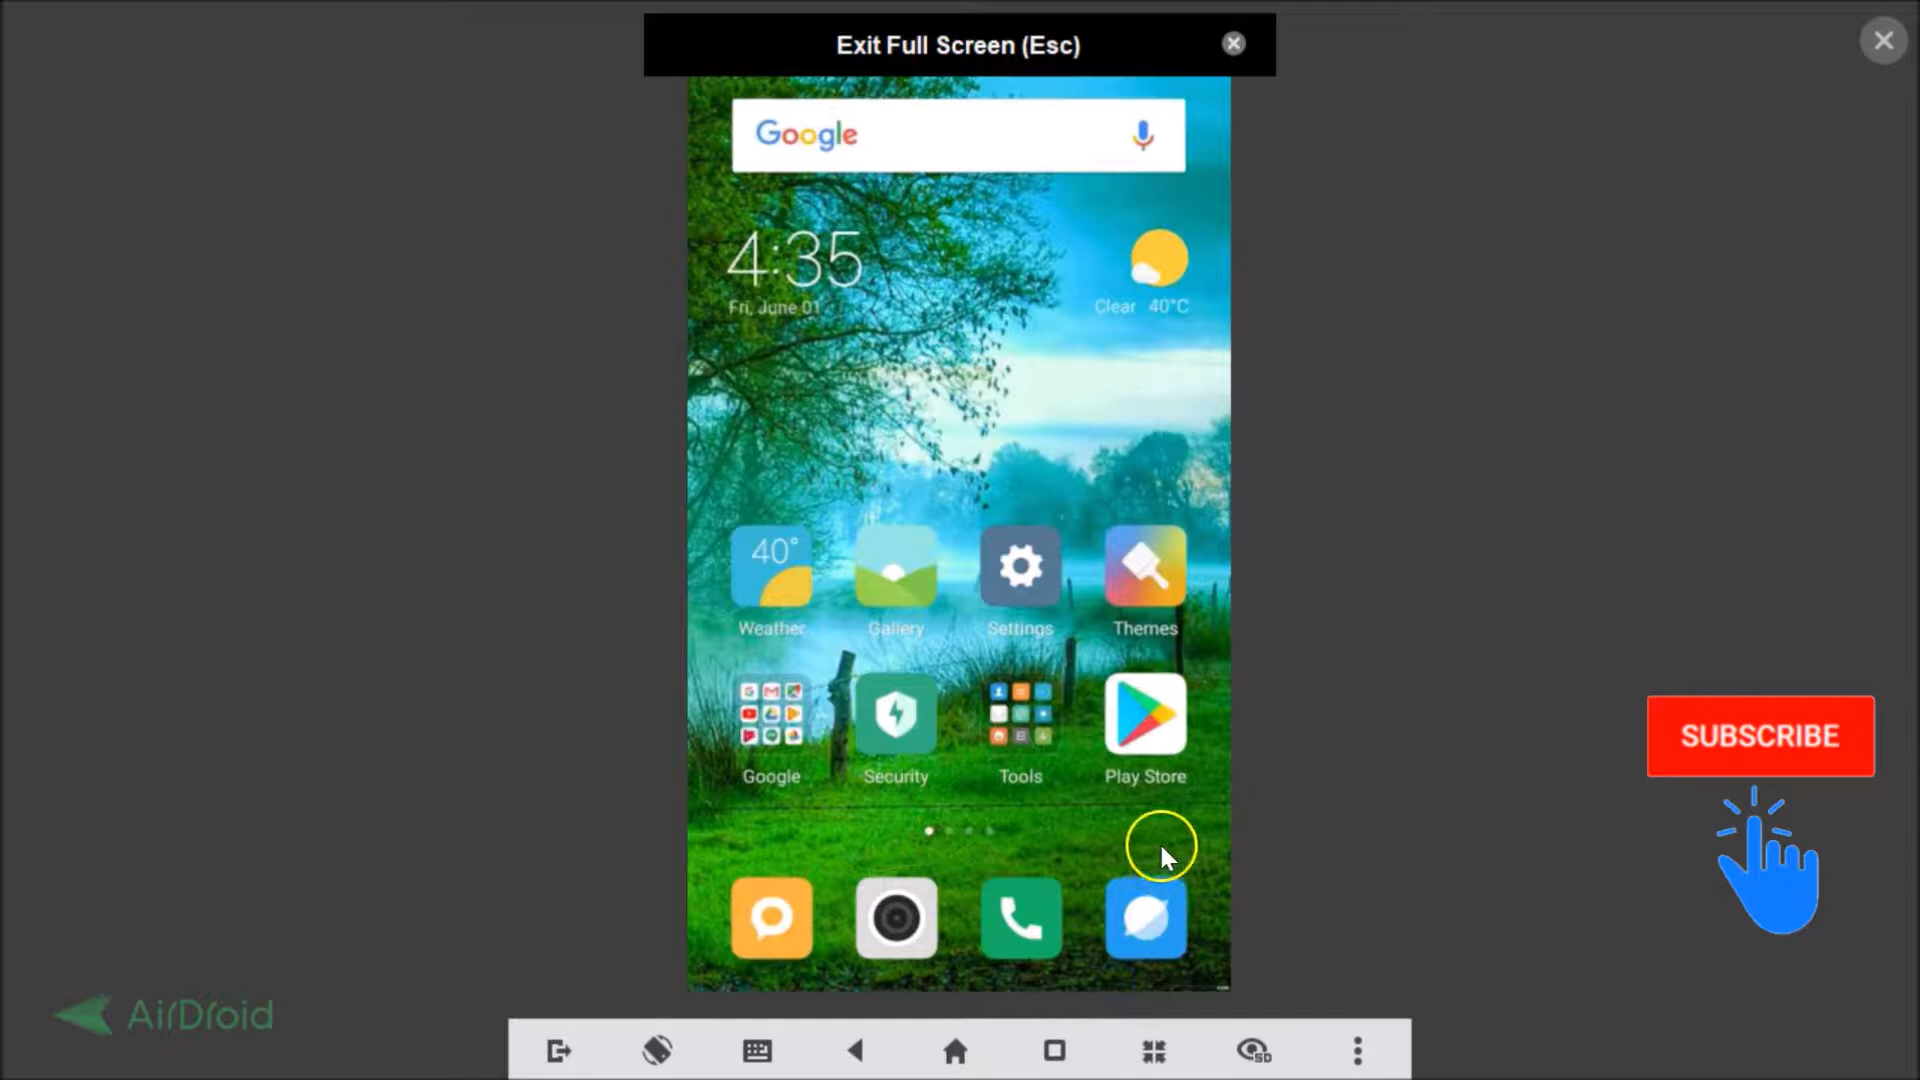 Exit Full Screen (Esc)
Google
4:35
Fri, June 01
Clear 40°C
40°
Weather
Gallery
Settings
Themes
Google
Security
Tools
Play Store
SUBSCRIBE
AirDroid
SD